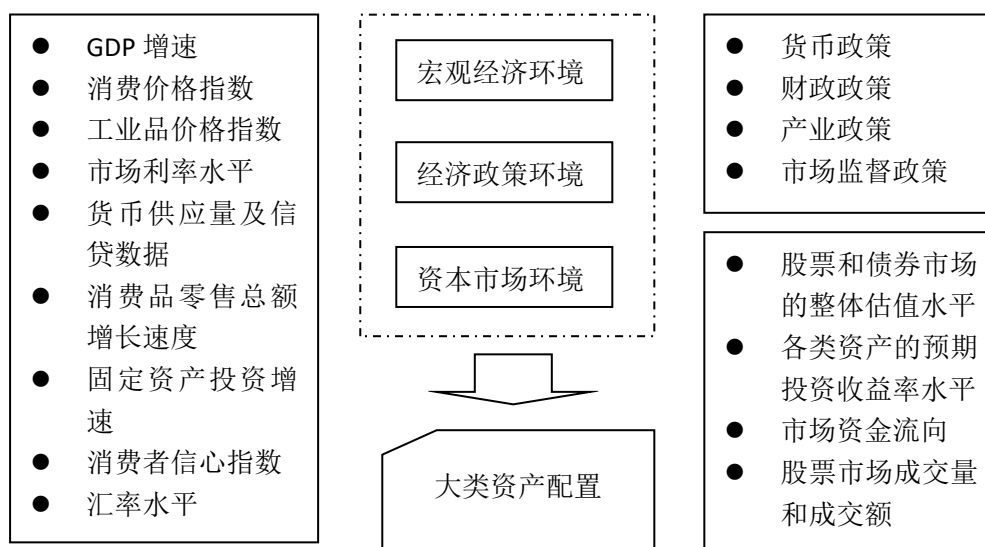 ● GDP 增速
● 消费价格指数
● 工业品价格指数
● 市场利率水平
● 货币供应量及信
贷数据
● 消费品零售总额
增长速度
● 固定资产投资增
速
● 消费者信心指数
● 汇率水平
宏观经济环境
经济政策环境
资本市场环境
大类资产配置
● 货币政策
● 财政政策
● 产业政策
● 市场监督政策
● 股票和债券市场
的整体估值水平
● 各类资产的预期
投资收益率水平
● 市场资金流向
● 股票市场成交量
和成交额